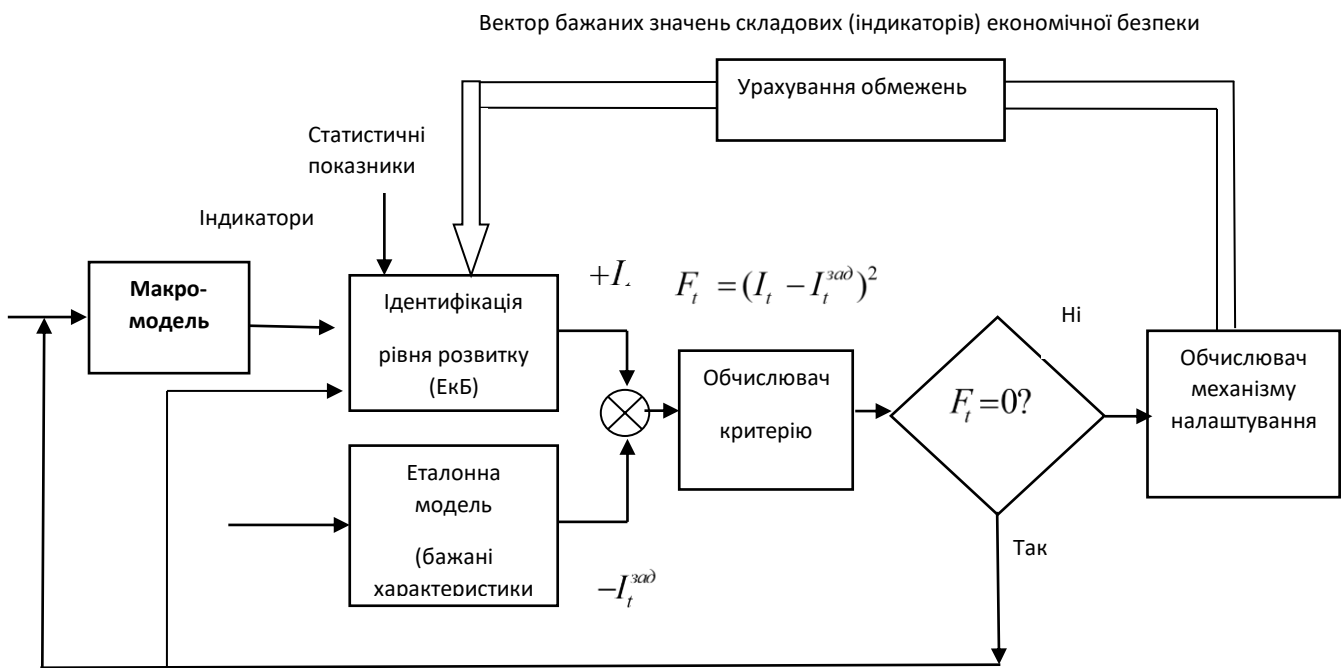 Вектор бажаних значень складових (індикаторів) економічної безпеки
Урахування обмежень
Статистичні
показники
Індикатори
Макро-
модель
Ідентифікація
рівня розвитку
(ЕкБ)
+I
F_t = (I_t − I_t^{зад})^2
Ні
Обчислювач
критерію
F_t =0?
Обчислювач
механізму
налаштування
Еталонна
модель
(бажані
характеристики
−I_t^{зад}
Так